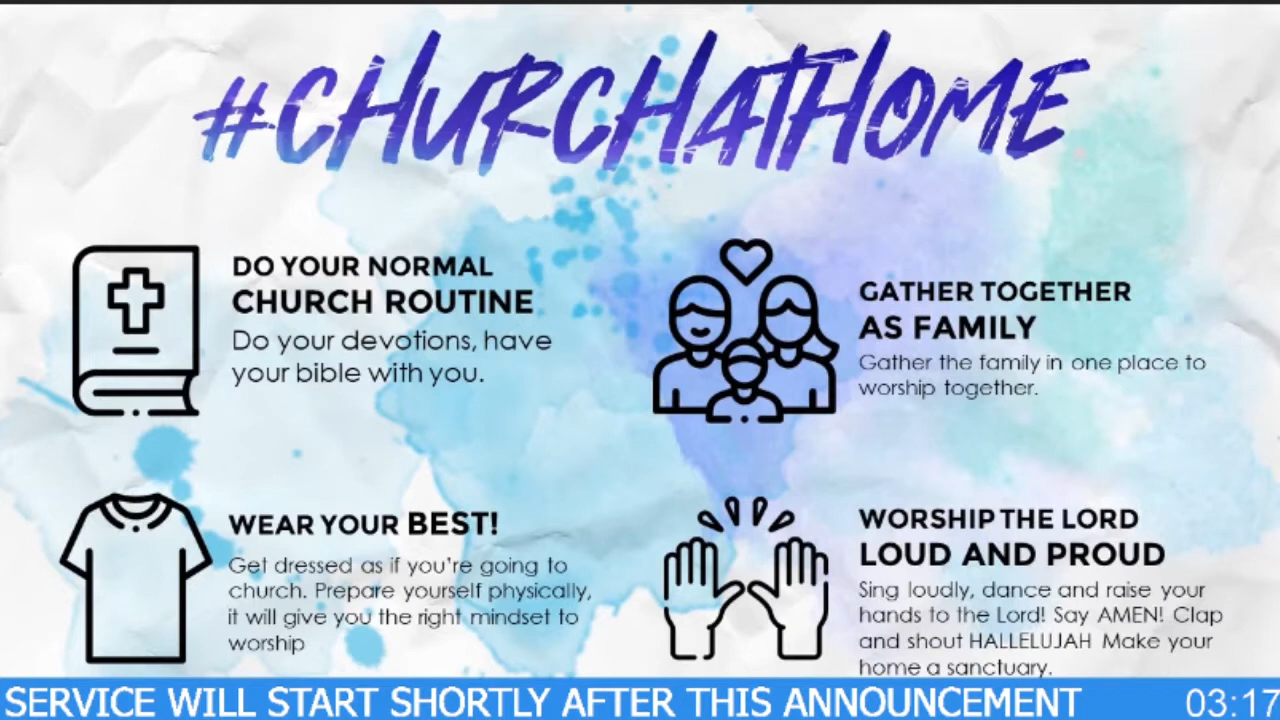 #CHURCHATHOME
DO YOUR NORMAL
CHURCH ROUTINE
Do your devotions, have
your bible with you.
GATHER TOGETHER
AS FAMILY
Gather the family in one place to
worship together.
WEAR YOUR BEST!
Get dressed as if you're going to
church. Prepare yourself physically,
it will give you the right mindset to
worship
WORSHIP THE LORD
LOUD AND PROUD
Sing loudly, dance and raise your
hands to the Lord! Say AMEN! Clap
and shout HALLELUJAH Make your
home a sanctuary.
SERVICE WILL START SHORTLY AFTER THIS ANNOUNCEMENT 03:17